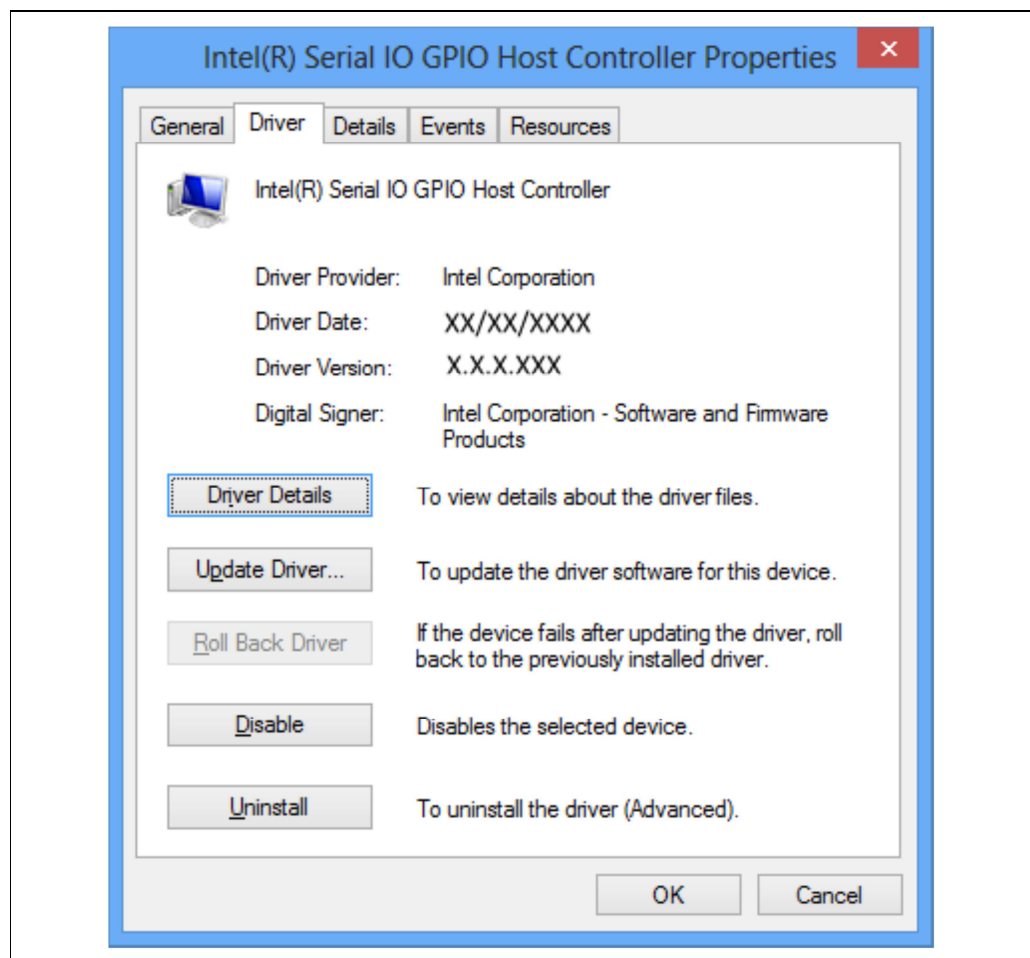 Intel(R) Serial IO GPIO Host Controller Properties
General Driver Details Events Resources
Intel(R) Serial IO GPIO Host Controller
Driver Provider: Intel Corporation
Driver Date: XX/XX/XXXX
Driver Version: X.X.X.XXX
Digital Signer: Intel Corporation - Software and Firmware
Products
Driver Details To view details about the driver files.
Update Driver... To update the driver software for this device.
Roll Back Driver If the device fails after updating the driver, roll
back to the previously installed driver.
Disable Disables the selected device.
Uninstall To uninstall the driver (Advanced).
OK Cancel